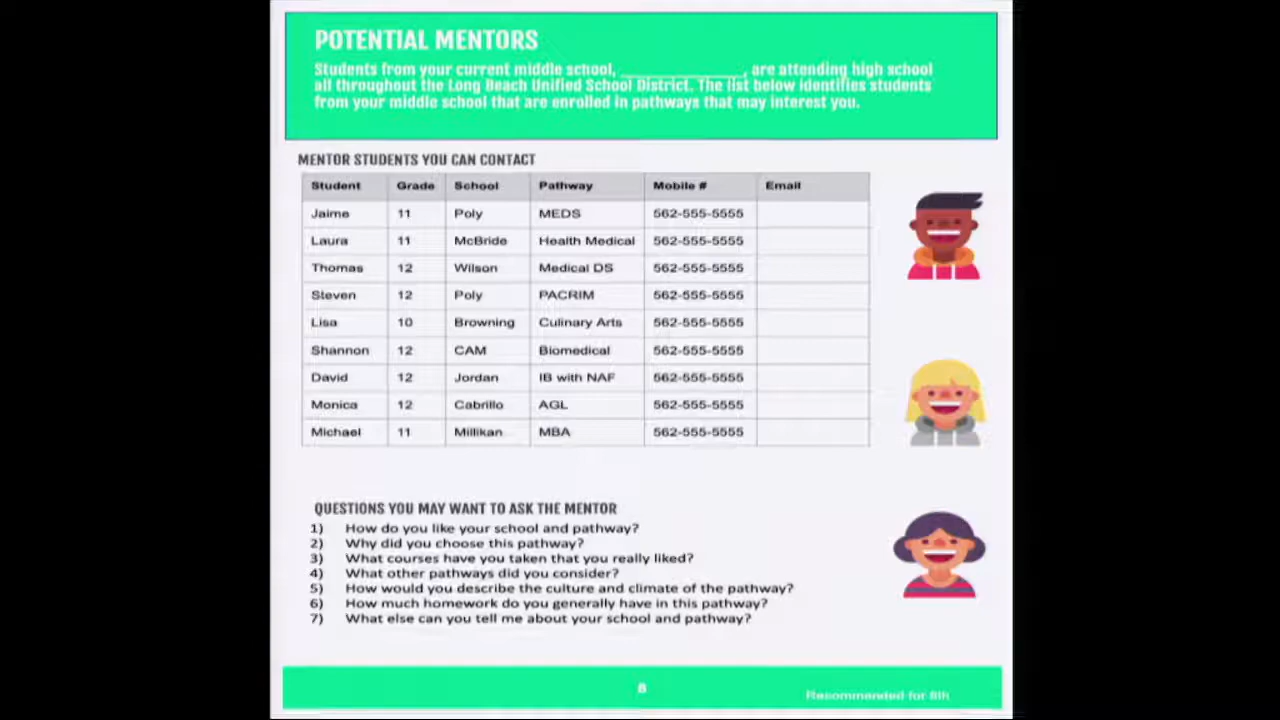 POTENTIAL MENTORS
Students from your current middle school, ____________, are attending high school
all throughout the Long Beach Unified School District. The list below identifies students
from your middle school that are enrolled in pathways that may interest you.
MENTOR STUDENTS YOU CAN CONTACT
Student Grade School Pathway Mobile # Email
Jaime 11 Poly MEDS 562-555-5555
Laura 11 McBride Health Medical 562-555-5555
Thomas 12 Wilson Medical DS 562-555-5555
Steven 12 Poly PACRIM 562-555-5555
Lisa 10 Browning Culinary Arts 562-555-5555
Shannon 12 CAM Biomedical 562-555-5555
David 12 Jordan IB with NAF 562-555-5555
Monica 12 Cabrillo AGL 562-555-5555
Michael 11 Millikan MBA 562-555-5555
QUESTIONS YOU MAY WANT TO ASK THE MENTOR
1) How do you like your school and pathway?
2) Why did you choose this pathway?
3) What courses have you taken that you really liked?
4) What other pathways did you consider?
5) How would you describe the culture and climate of the pathway?
6) How much homework do you generally have in this pathway?
7) What else can you tell me about your school and pathway?
Recommended for 8th